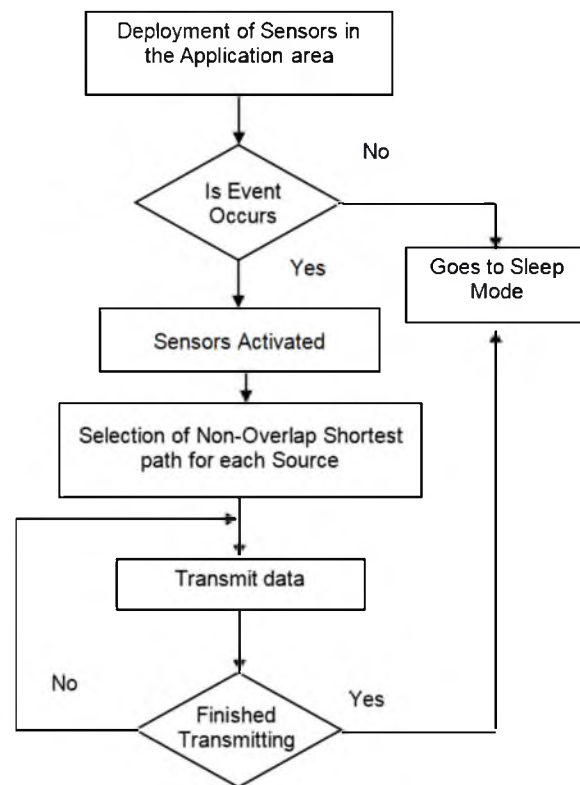 Deployment of Sensors in
the Application area
No
Is Event
Occurs
Yes
Goes to Sleep
Mode
Sensors Activated
Selection of Non-Overlap Shortest
path for each Source
Transmit data
No
Yes
Finished
Transmitting